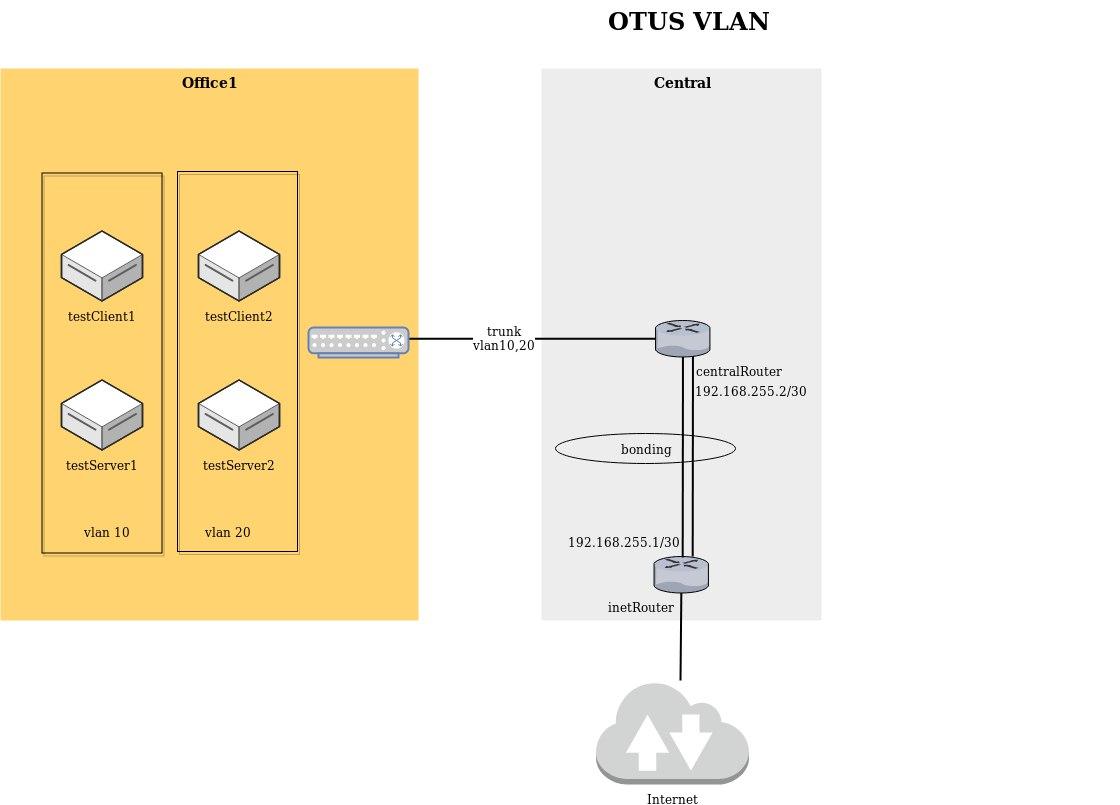 OTUS VLAN
Office1
Central
testClient1
testClient2
trunk
vlan10,20
centralRouter
192.168.255.2/30
bonding
testServer1
testServer2
vlan 10
vlan 20
192.168.255.1/30
inetRouter
Internet